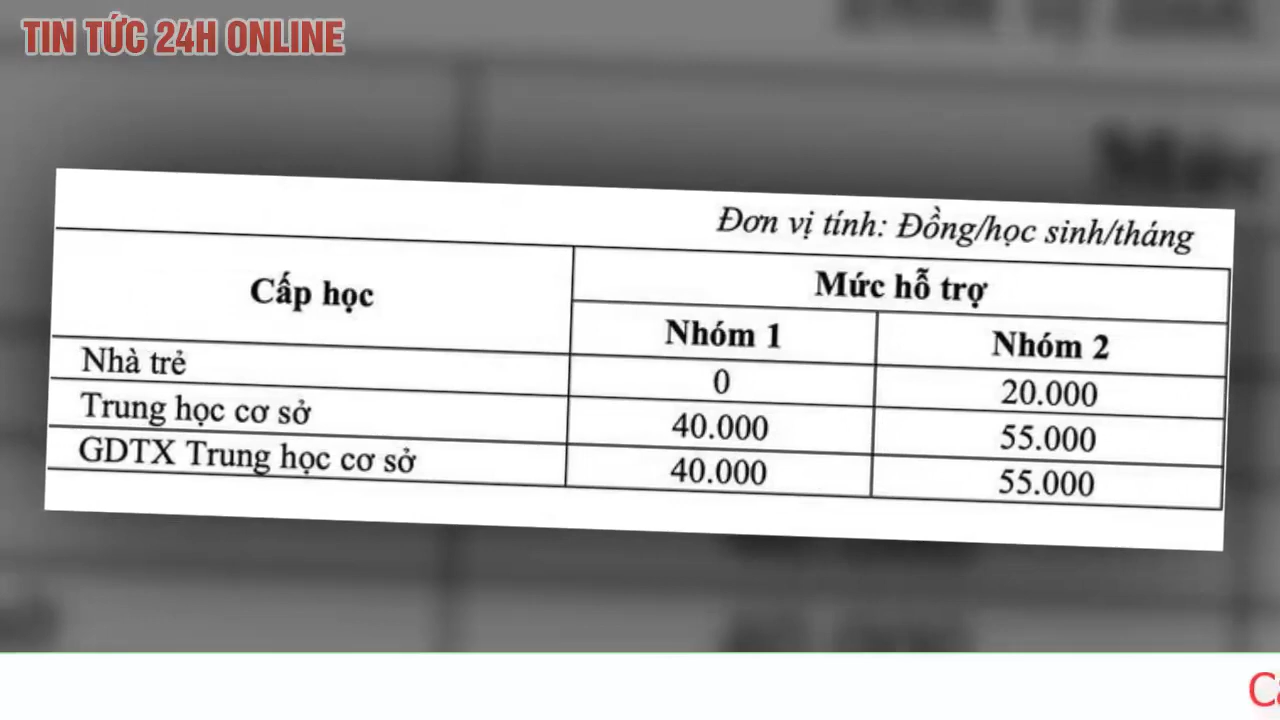 TIN TỨC 24H ONLINE
Đơn vị tính: Đồng/học sinh/tháng
Cấp học
Mức hỗ trợ
Nhóm 1
Nhóm 2
Nhà trẻ
0
20.000
Trung học cơ sở
40.000
55.000
GDTX Trung học cơ sở
40.000
55.000